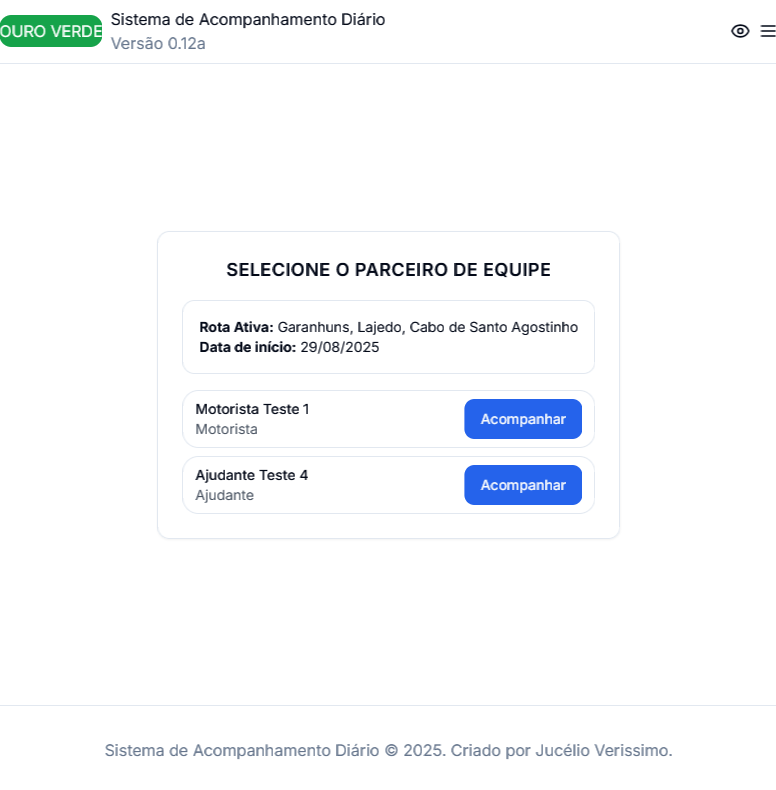 OURO VERDE
Sistema de Acompanhamento Diário
Versão 0.12a
SELECIONE O PARCEIRO DE EQUIPE
Rota Ativa: Garanhuns, Lajedo, Cabo de Santo Agostinho
Data de início: 29/08/2025
Motorista Teste 1
Motorista
Acompanhar
Ajudante Teste 4
Ajudante
Acompanhar
Sistema de Acompanhamento Diário © 2025. Criado por Jucélio Verissimo.